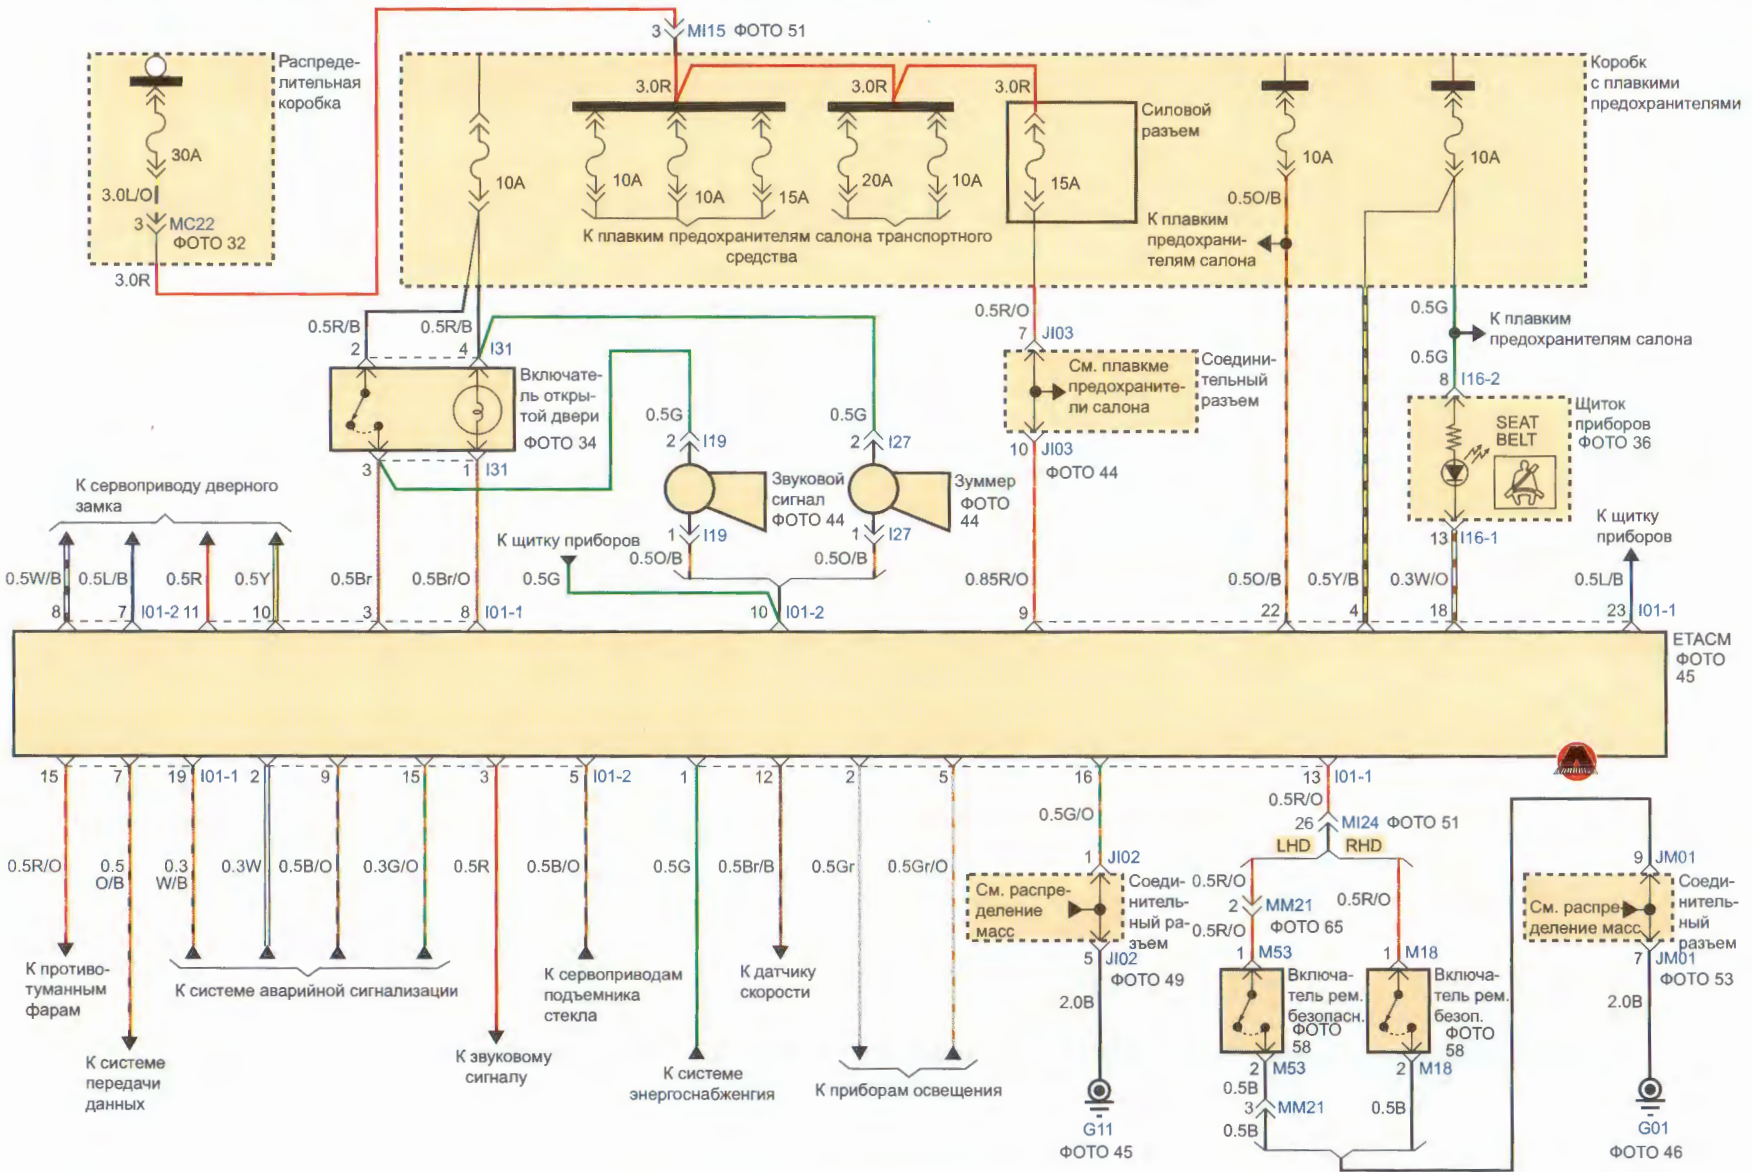 3 MI15 ФОТО 51
Распреде-
лительная
коробка
30A
3.0L/O
3 MC22
ФОТО 32
3.0R
Коробк
с плавкими
предохранителями
10A
3.0R
10A
10A
15A
3.0R
20A
10A
3.0R
15A
Силовой
разъем
К плавким предохранителям салона транспортного
средства
10A
0.5O/B
К плавким
предохрани-
телям салона
10A
0.5R/B
0.5R/B
2
4 I31
Включате-
ль откры-
той двери
ФОТО 34
3
1 I31
0.5G
2 I19
Звуковой
сигнал
ФОТО 44
1 I19
0.5O/B
0.5G
2 I27
Зуммер
ФОТО
44
1 I27
0.5O/B
0.5R/O
7 JI03
См. плавкме
предохраните-
ли салона
Соедини-
тельный
разъем
10 JI03
ФОТО 44
0.5G
К плавким
предохранителям салона
0.5G
8 I16-2
SEAT
BELT
Щиток
приборов
ФОТО 36
13 I16-1
К щитку
приборов
К сервоприводу дверного
замка
К щитку приборов
0.5W/B
0.5L/B
0.5R
0.5Y
0.5Br
0.5Br/O
0.5G
0.85R/O
0.5O/B
0.5Y/B
0.3W/O
0.5L/B
8
7 I01-2
11
10
3
8 I01-1
10 I01-2
9
22
4
18
23 I01-1
ETACM
ФОТО
45
15
7
19 I01-1
2
9
15
3
5 I01-2
1
12
2
5
16
13 I01-1
0.5R/O
0.5
O/B
0.3
W/B
0.3W
0.5B/O
0.3G/O
0.5R
0.5B/O
0.5G
0.5Br/B
0.5Gr
0.5Gr/O
К противо-
туманным
фарам
К системе
передачи
данных
К системе аварийной сигнализации
К звуковому
сигналу
К сервоприводам
подъемника
стекла
К системе
энергоснабженгия
К датчику
скорости
К приборам освещения
0.5G/O
1 JI02
См. распре-
деление
масс
Соеди-
нитель-
ный ра-
зъем
5 JI02
ФОТО 49
2.0B
G11
ФОТО 45
0.5R/O
26 MI24 ФОТО 51
LHD
RHD
0.5R/O
2 MM21
ФОТО 65
0.5R/O
1 M53
Включа-
тель рем.
безопасн.
ФОТО
58
2 M53
0.5B
3 MM21
0.5B
0.5R/O
1 M18
Включа-
тель рем.
безоп.
ФОТО
58
2 M18
0.5B
9 JM01
См. распре-
деление масс
Соеди-
нитель-
ный
разъем
7 JM01
ФОТО 53
2.0B
G01
ФОТО 46